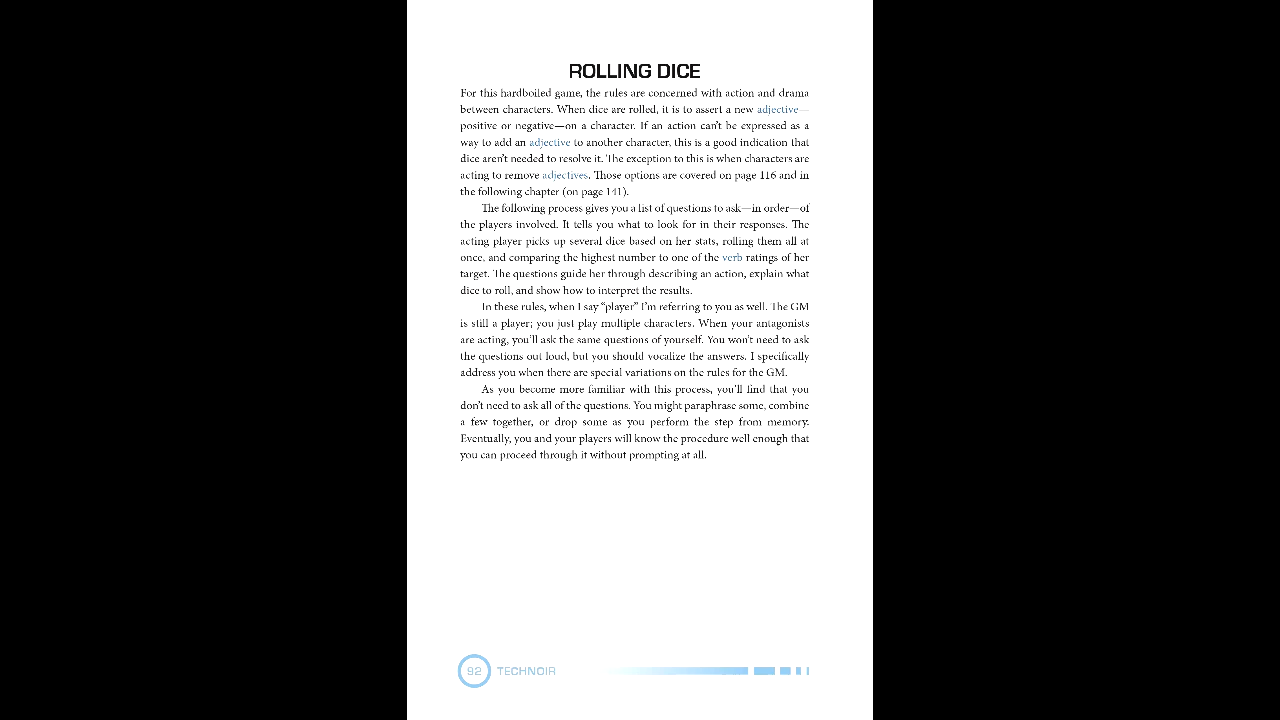 ROLLING DICE
For this hardboiled game, the rules are concerned with action and drama
between characters. When dice are rolled, it is to assert a new adjective—
positive or negative—on a character. If an action can't be expressed as a
way to add an adjective to another character, this is a good indication that
dice aren't needed to resolve it. The exception to this is when characters are
acting to remove adjectives. Those options are covered on page 116 and in
the following chapter (on page 141).
The following process gives you a list of questions to ask—in order—of
the players involved. It tells you what to look for in their responses. The
acting player picks up several dice based on her stats, rolling them all at
once, and comparing the highest number to one of the verb ratings of her
target. The questions guide her through describing an action, explain what
dice to roll, and show how to interpret the results.
In these rules, when I say “player” I'm referring to you as well. The GM
is still a player; you just play multiple characters. When your antagonists
are acting, you'll ask the same questions of yourself. You won't need to ask
the questions out loud, but you should vocalize the answers. I specifically
address you when there are special variations on the rules for the GM.
As you become more familiar with this process, you'll find that you
don't need to ask all of the questions. You might paraphrase some, combine
a few together, or drop some as you perform the step from memory.
Eventually, you and your players will know the procedure well enough that
you can proceed through it without prompting at all.
92 TECHNOIR